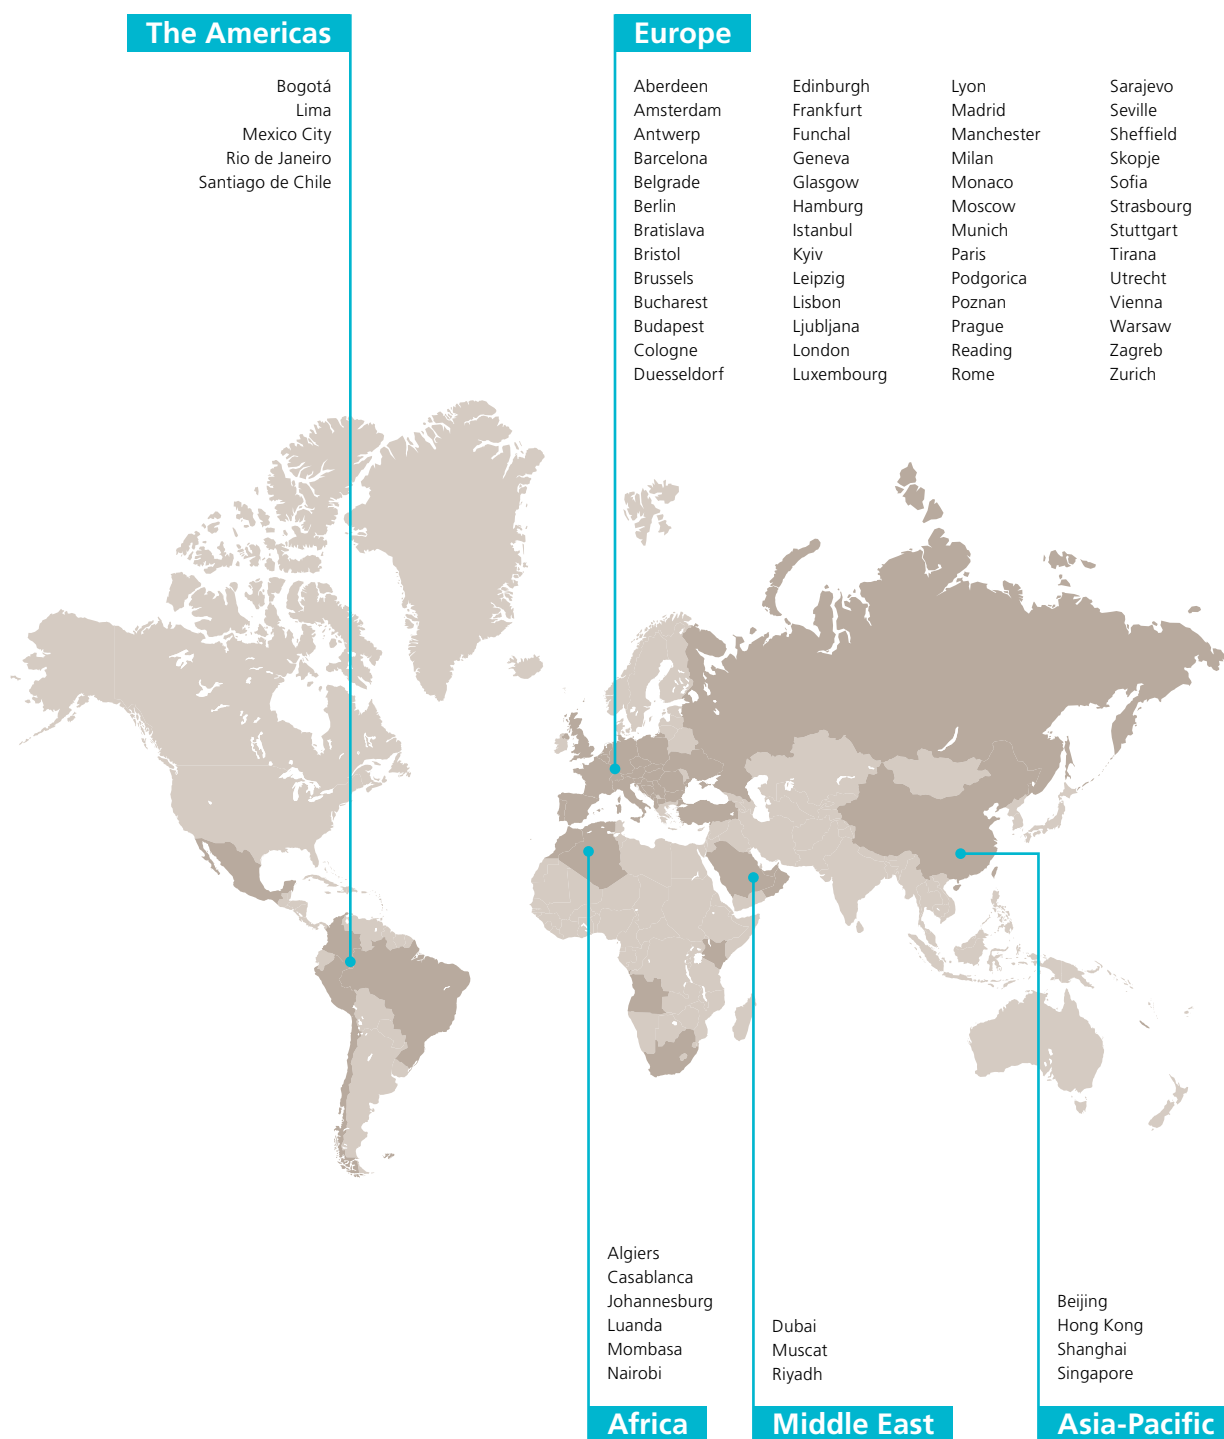 The Americas
Bogotá
Lima
Mexico City
Rio de Janeiro
Santiago de Chile
Europe
Aberdeen
Amsterdam
Antwerp
Barcelona
Belgrade
Berlin
Bratislava
Bristol
Brussels
Bucharest
Budapest
Cologne
Duesseldorf
Edinburgh
Frankfurt
Funchal
Geneva
Glasgow
Hamburg
Istanbul
Kyiv
Leipzig
Lisbon
Ljubljana
London
Luxembourg
Lyon
Madrid
Manchester
Milan
Monaco
Moscow
Munich
Paris
Podgorica
Poznan
Prague
Reading
Rome
Sarajevo
Seville
Sheffield
Skopje
Sofia
Strasbourg
Stuttgart
Tirana
Utrecht
Vienna
Warsaw
Zagreb
Zurich
Algiers
Casablanca
Johannesburg
Luanda
Mombasa
Nairobi
Africa
Dubai
Muscat
Riyadh
Middle East
Beijing
Hong Kong
Shanghai
Singapore
Asia-Pacific